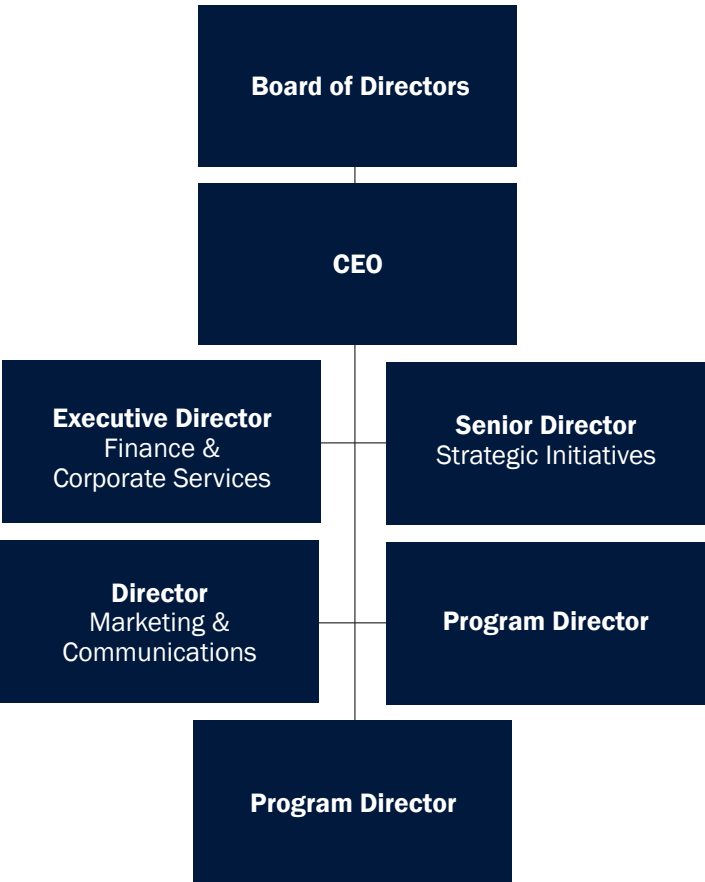 Board of Directors
CEO
Executive Director
Finance &
Corporate Services
Senior Director
Strategic Initiatives
Director
Marketing &
Communications
Program Director
Program Director